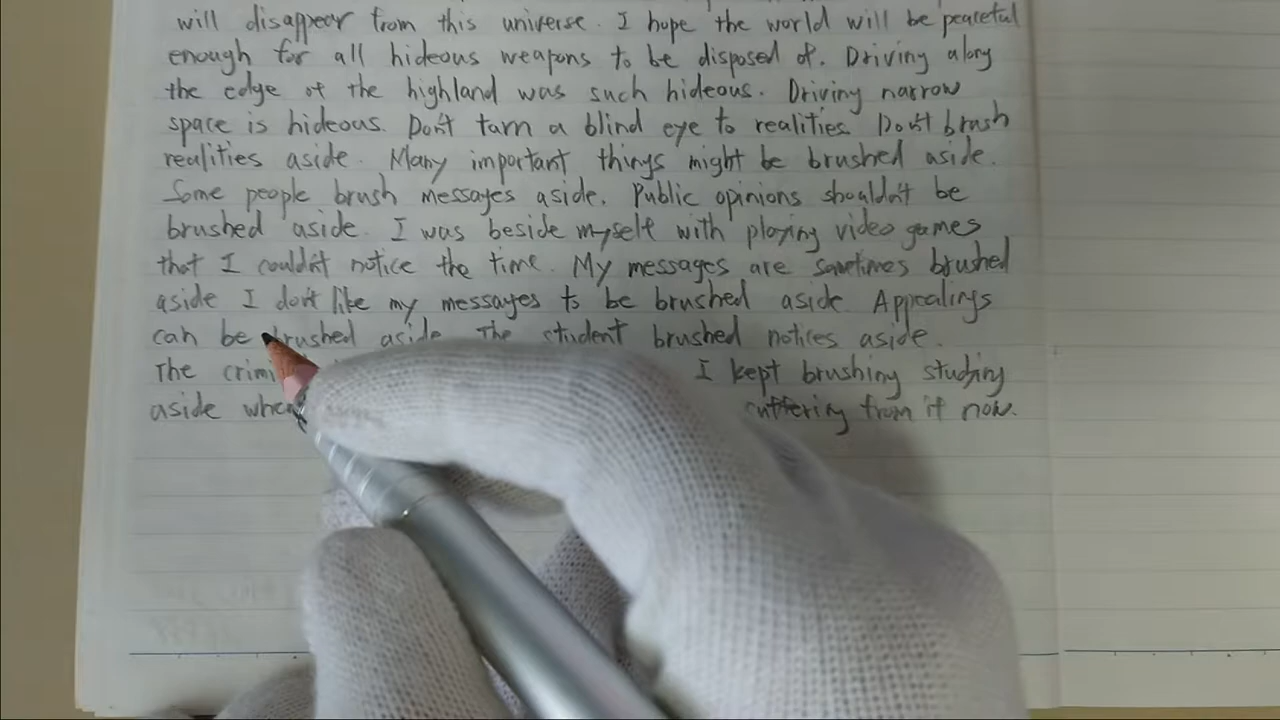 will disappear from this universe. I hope the world will be peaceful
enough for all hideous weapons to be disposed of. Driving along
the edge of the highland was such hideous. Driving narrow
space is hideous. Don't turn a blind eye to realities. Don't brush
realities aside. Many important things might be brushed aside.
Some people brush messages aside. Public opinions shouldn't be
brushed aside. I was beside myself with playing video games
that I couldn't notice the time. My messages are sometimes brushed
aside I don't like my messages to be brushed aside. Appealings
can be brushed aside. The student brushed notices aside.
The I kept brushing studying
aside from it now.